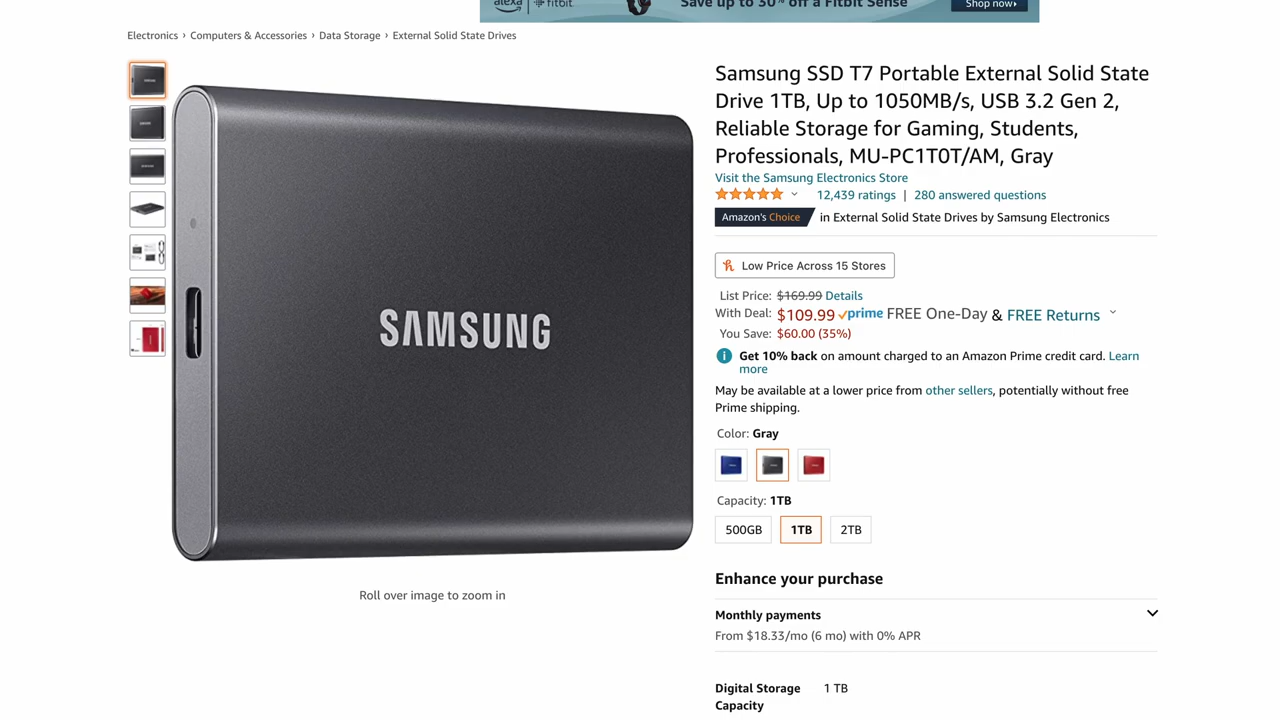 alexa fitbit Save up to 30% off a Fitbit Sense Shop now
Electronics › Computers & Accessories › Data Storage › External Solid State Drives
SAMSUNG
Roll over image to zoom in
Samsung SSD T7 Portable External Solid State
Drive 1TB, Up to 1050MB/s, USB 3.2 Gen 2,
Reliable Storage for Gaming, Students,
Professionals, MU-PC1T0T/AM, Gray
Visit the Samsung Electronics Store
12,439 ratings | 280 answered questions
Amazon's Choice in External Solid State Drives by Samsung Electronics
Low Price Across 15 Stores
List Price: $169.99 Details
With Deal: $109.99 prime FREE One-Day & FREE Returns
You Save: $60.00 (35%)
Get 10% back on amount charged to an Amazon Prime credit card. Learn
more
May be available at a lower price from other sellers, potentially without free
Prime shipping.
Color: Gray
Capacity: 1TB
500GB 1TB 2TB
Enhance your purchase
Monthly payments
From $18.33/mo (6 mo) with 0% APR
Digital Storage 1 TB
Capacity